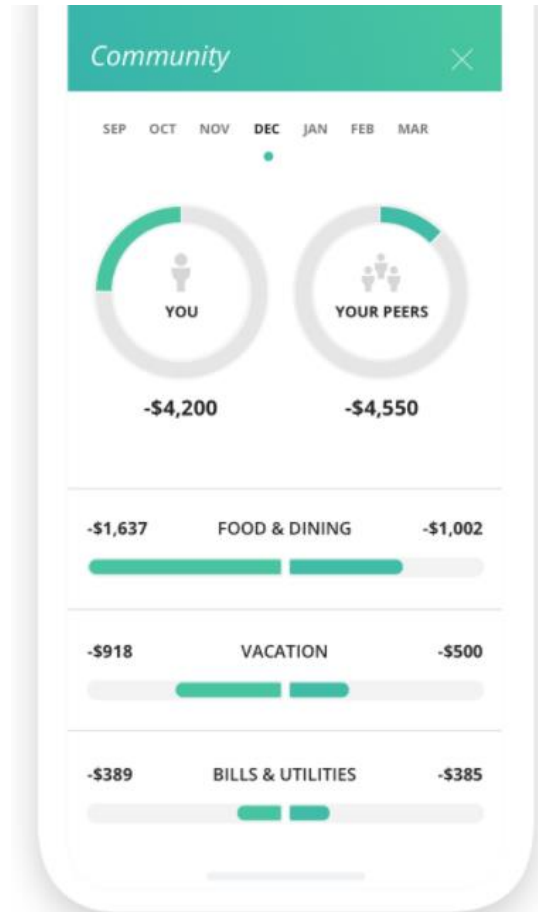 Community
SEP OCT NOV DEC JAN FEB MAR
YOU YOUR PEERS
-$4,200 -$4,550
-$1,637 FOOD & DINING -$1,002
-$918 VACATION -$500
-$389 BILLS & UTILITIES -$385